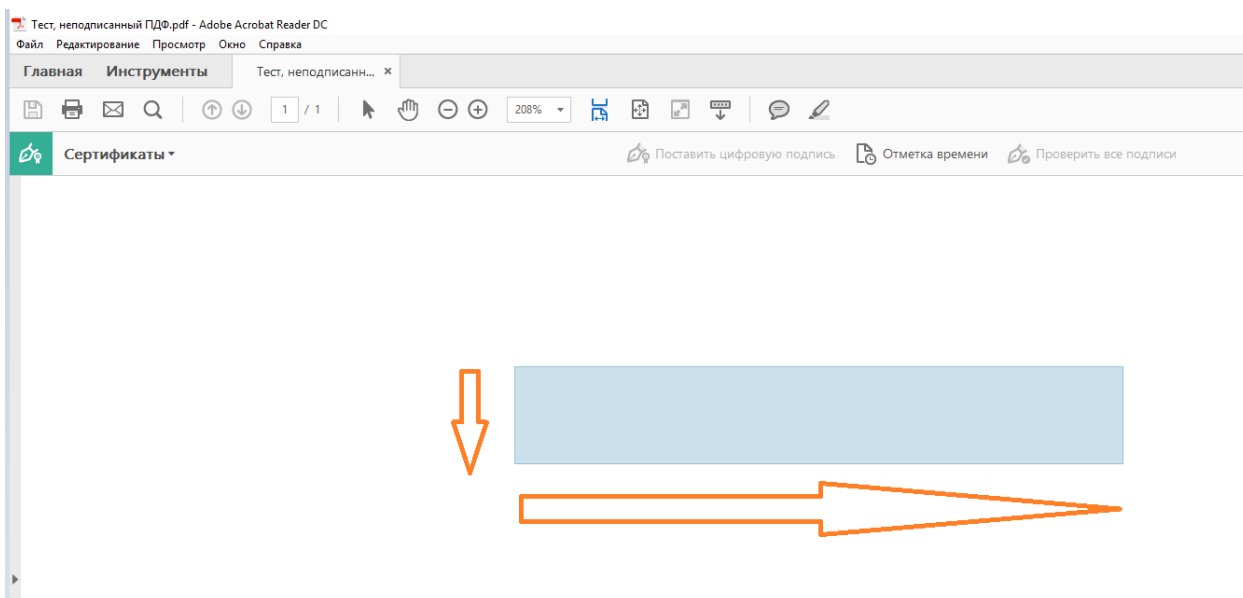 Тест, неподписанный ПДФ.pdf - Adobe Acrobat Reader DC
Файл Редактирование Просмотр Окно Справка
Главная Инструменты Тест, неподписанн... ×
1 / 1 208%
Сертификаты Поставить цифровую подпись Отметка времени Проверить все подписи